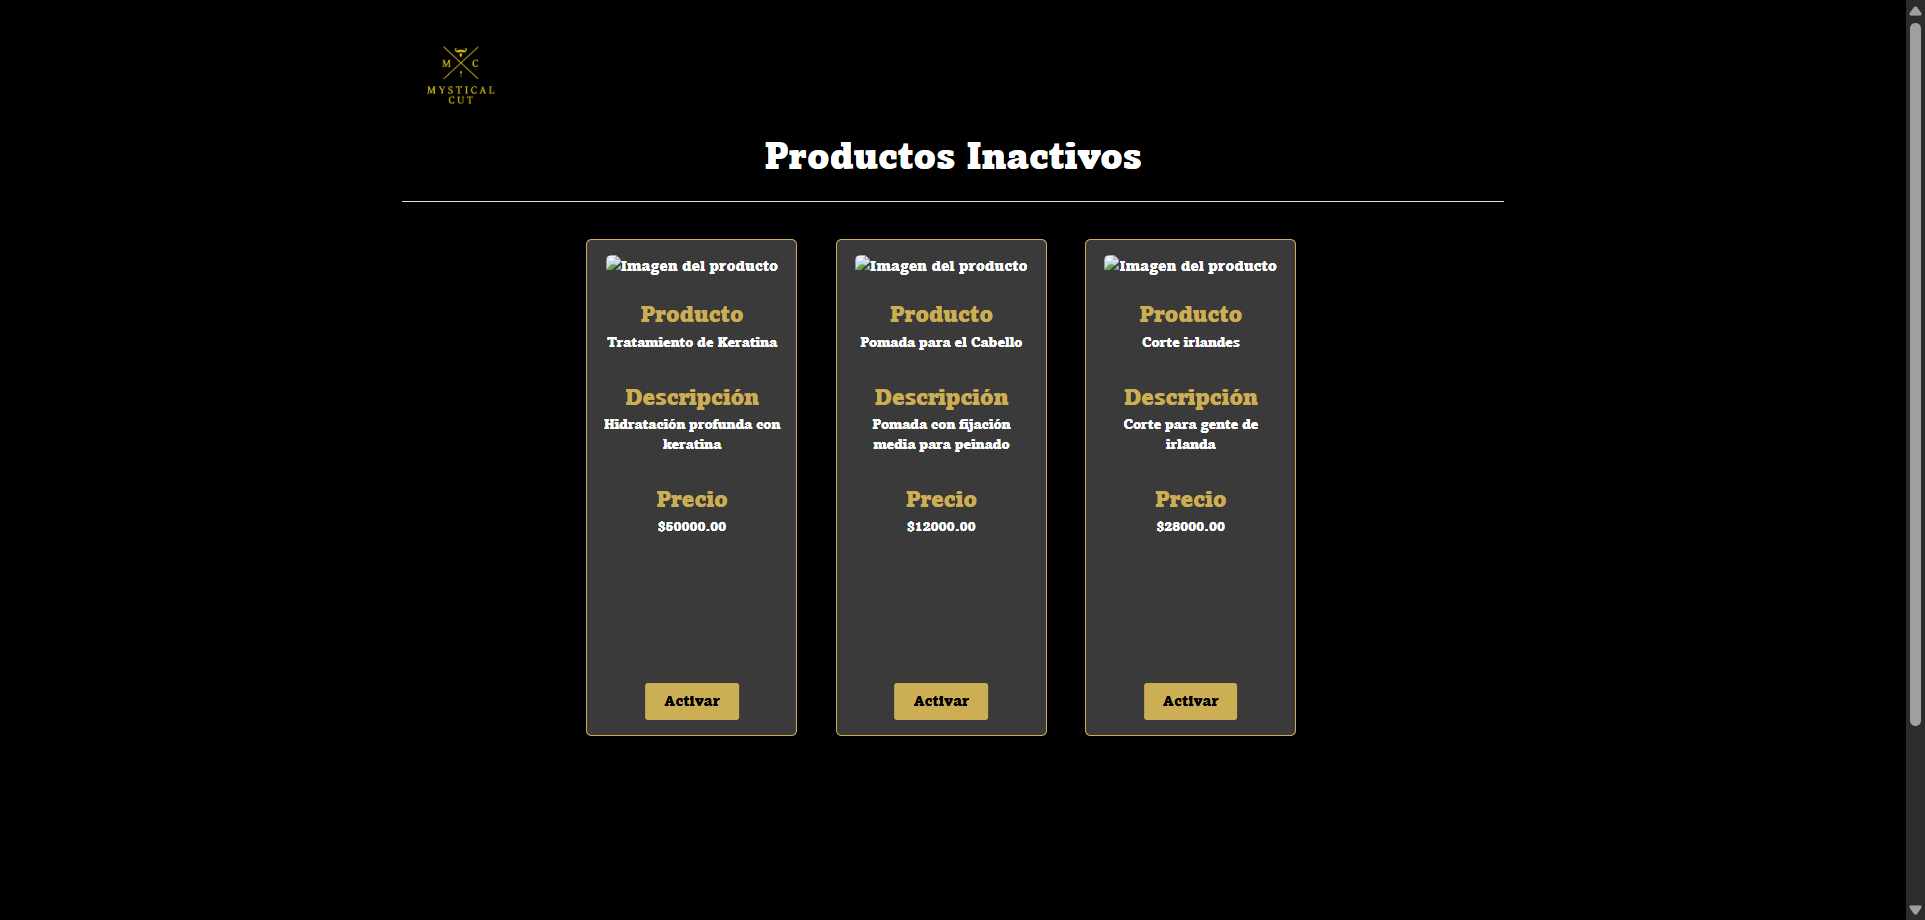 M C
MYSTICAL
CUT
Productos Inactivos
Imagen del producto
Producto
Tratamiento de Keratina
Descripción
Hidratación profunda con
keratina
Precio
$50000.00
Activar
Imagen del producto
Producto
Pomada para el Cabello
Descripción
Pomada con fijación
media para peinado
Precio
$12000.00
Activar
Imagen del producto
Producto
Corte irlandes
Descripción
Corte para gente de
irlanda
Precio
$28000.00
Activar